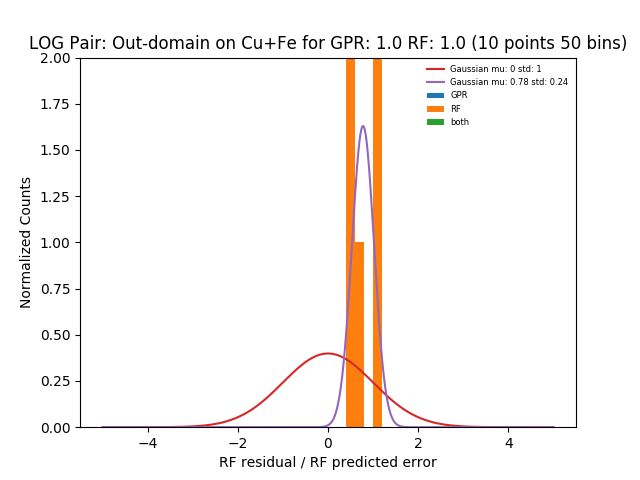 LOG Pair: Out-domain on Cu+Fe for GPR: 1.0 RF: 1.0 (10 points 50 bins)
2.00
1.75
1.50
1.25
1.00
0.75
0.50
0.25
0.00
Normalized Counts
Gaussian mu: 0 std: 1
Gaussian mu: 0.78 std: 0.24
GPR
RF
both
−4
−2
0
2
4
RF residual / RF predicted error